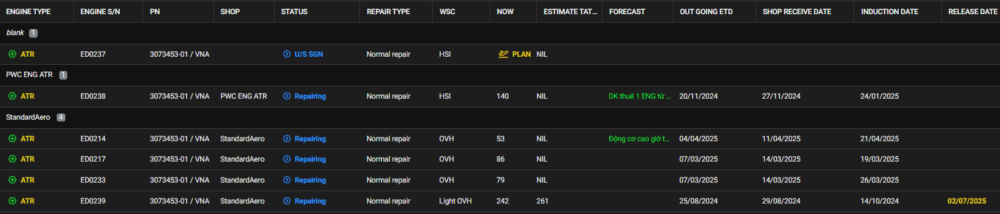 ENGINE TYPE ENGINE S/N PN SHOP STATUS REPAIR TYPE WSC NOW ESTIMATE TAT... FORECAST OUT GOING ETD SHOP RECEIVE DATE INDUCTION DATE RELEASE DATE
blank 1
ATR ED0237 3073453-01 / VNA U/S SGN Normal repair HSI PLAN NIL
PWC ENG ATR 1
ATR ED0238 3073453-01 / VNA PWC ENG ATR Repairing Normal repair HSI 140 NIL DK thuê 1 ENG từ ... 20/11/2024 27/11/2024 24/01/2025
StandardAero 4
ATR ED0214 3073453-01 / VNA StandardAero Repairing Normal repair OVH 53 NIL Động cơ cao giờ t... 04/04/2025 11/04/2025 21/04/2025
ATR ED0217 3073453-01 / VNA StandardAero Repairing Normal repair OVH 86 NIL 07/03/2025 14/03/2025 19/03/2025
ATR ED0233 3073453-01 / VNA StandardAero Repairing Normal repair OVH 79 NIL 07/03/2025 14/03/2025 26/03/2025
ATR ED0239 3073453-01 / VNA StandardAero Repairing Normal repair Light OVH 242 261 25/08/2024 29/08/2024 14/10/2024 02/07/2025